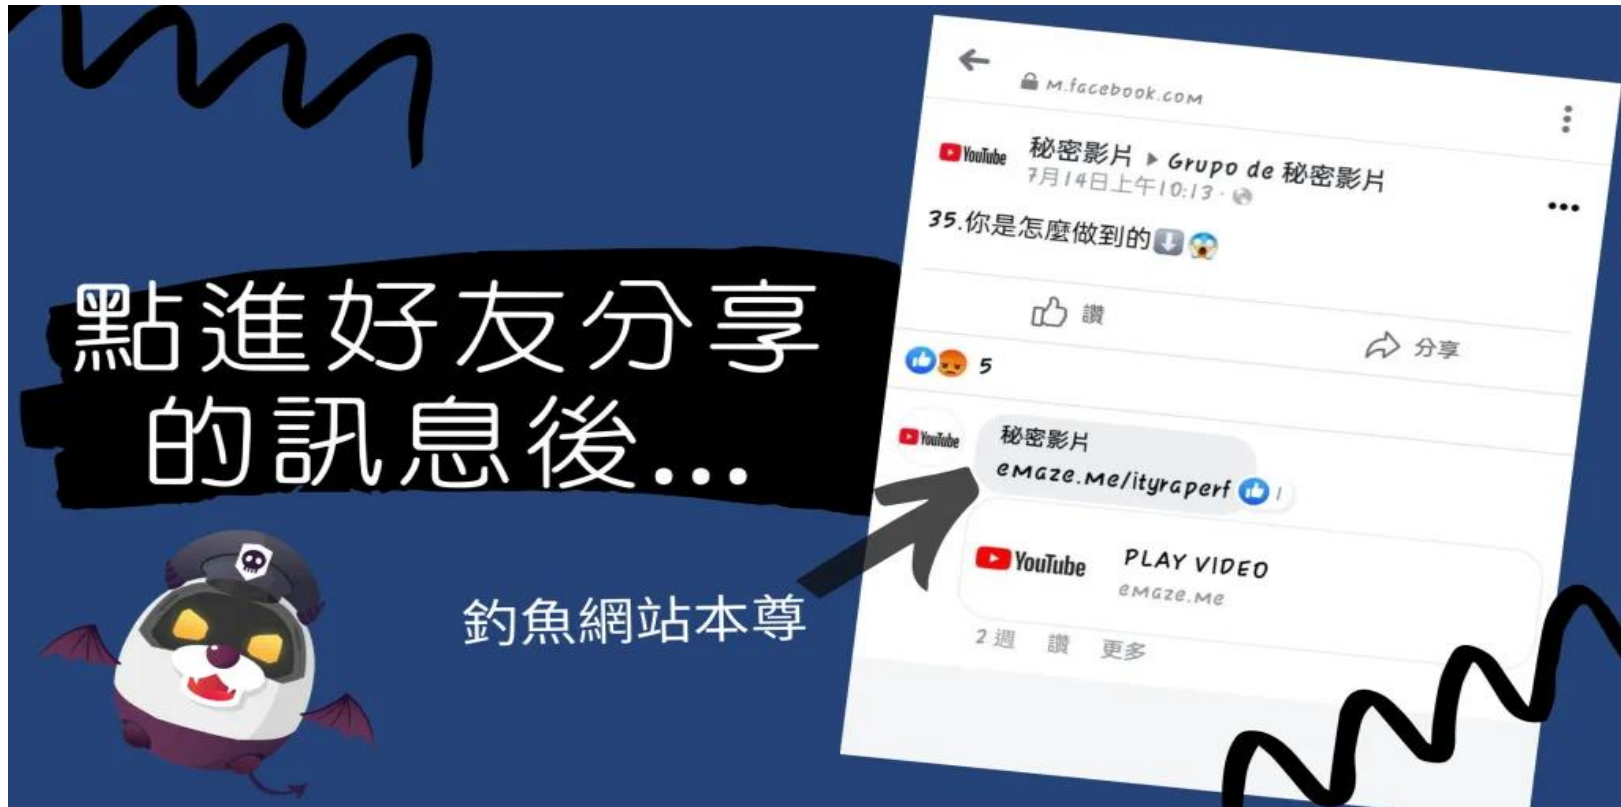 點進好友分享
的訊息後...
釣魚網站本尊
m.facebook.com
YouTube
秘密影片 ▸ Grupo de 秘密影片
7月14日上午10:13 ·
35.你是怎麼做到的⬇️😱
讚
分享
5
YouTube
秘密影片
emaze.me/ityraperf
1
YouTube
PLAY VIDEO
emaze.me
2 週 讚 更多